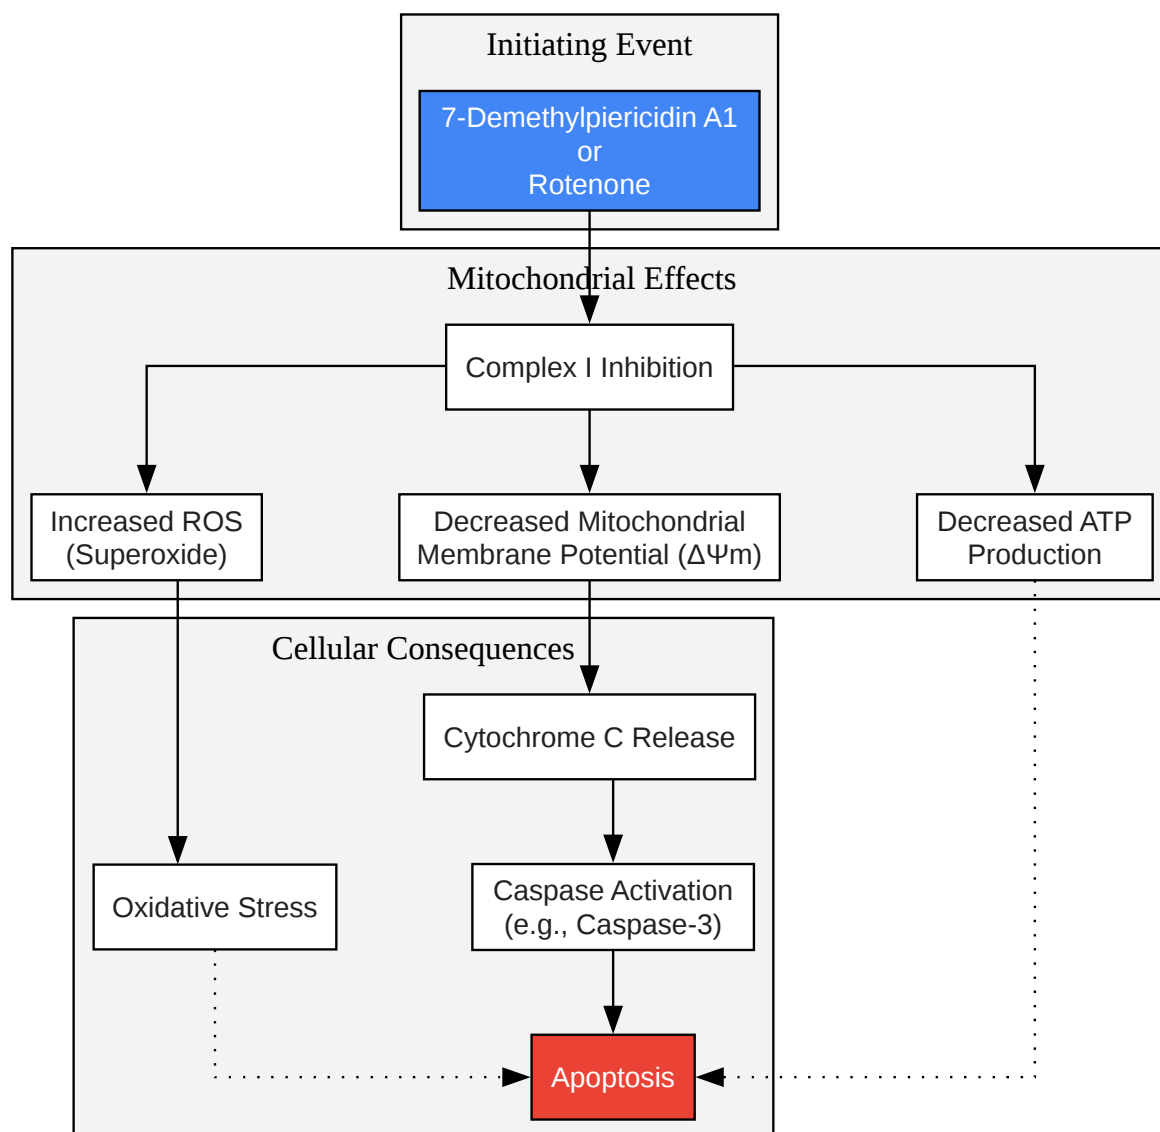 Initiating Event
7-Demethylpiericidin A1
or
Rotenone
Mitochondrial Effects
Complex I Inhibition
Increased ROS
(Superoxide)
Decreased Mitochondrial
Membrane Potential (ΔΨm)
Decreased ATP
Production
Cellular Consequences
Cytochrome C Release
Oxidative Stress
Caspase Activation
(e.g., Caspase-3)
Apoptosis